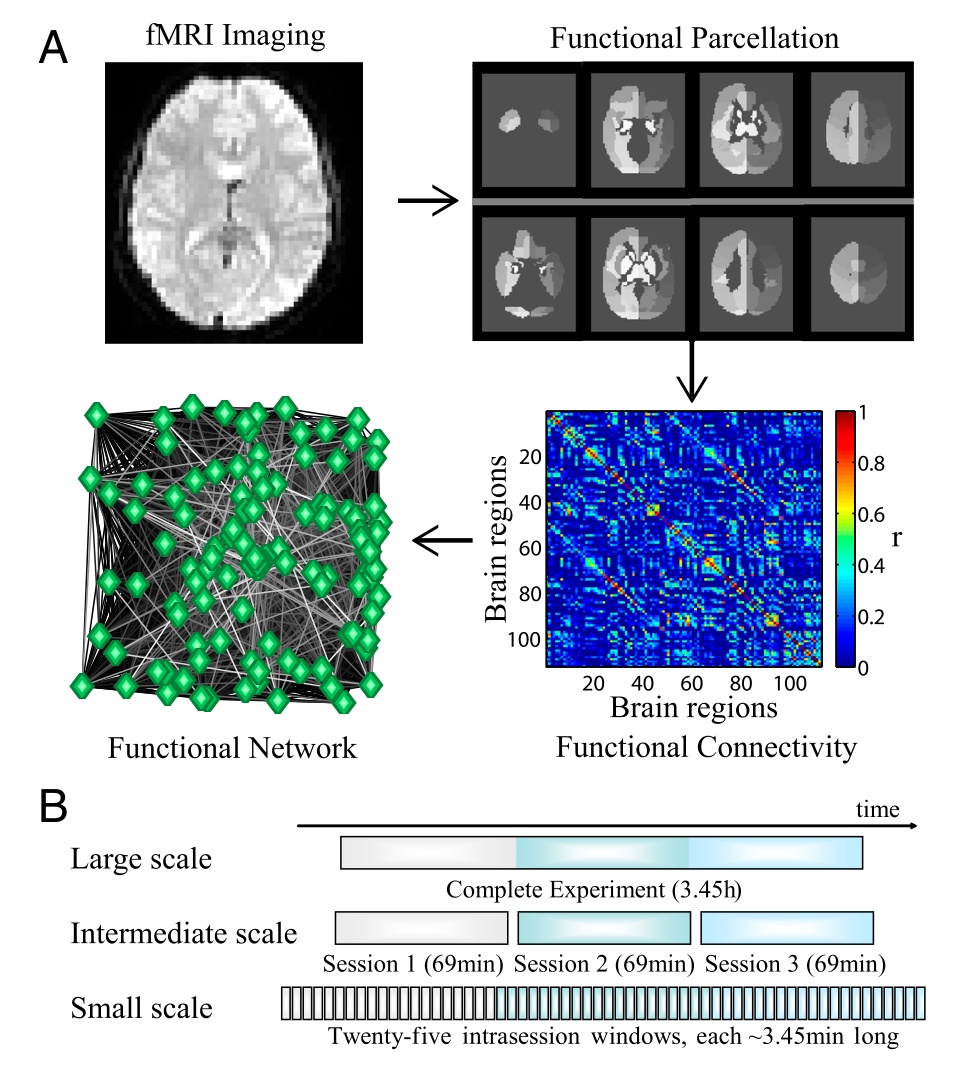 A
fMRI Imaging
Functional Parcellation
Brain regions
20
40
60
80
100
20 40 60 80 100
Brain regions
1
0.8
0.6
0.4
0.2
0
r
Functional Network
Functional Connectivity
B
time
Large scale
Complete Experiment (3.45h)
Intermediate scale
Session 1 (69min) Session 2 (69min) Session 3 (69min)
Small scale
Twenty-five intrasession windows, each ~3.45min long